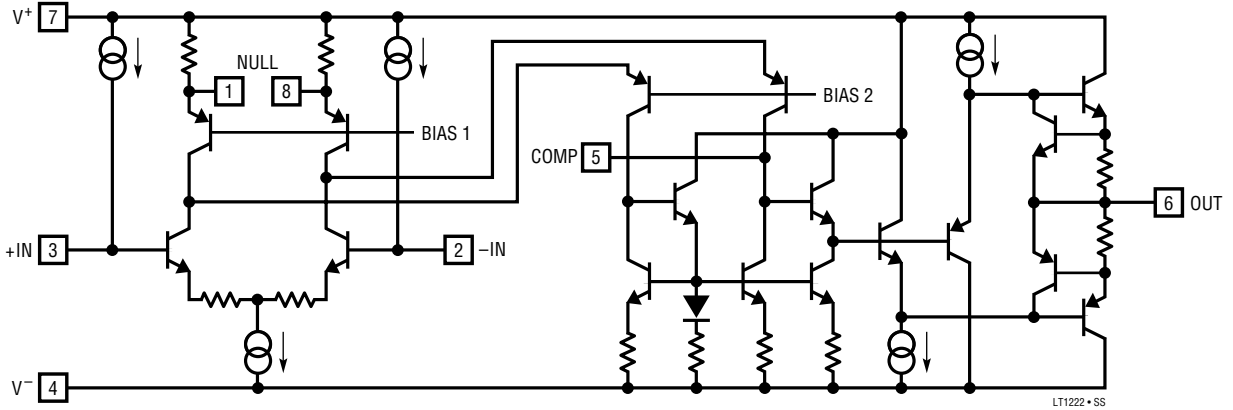 V+ 7
NULL
1
8
BIAS 1
BIAS 2
COMP 5
+IN 3
2 –IN
6 OUT
V– 4
LT1222 • SS